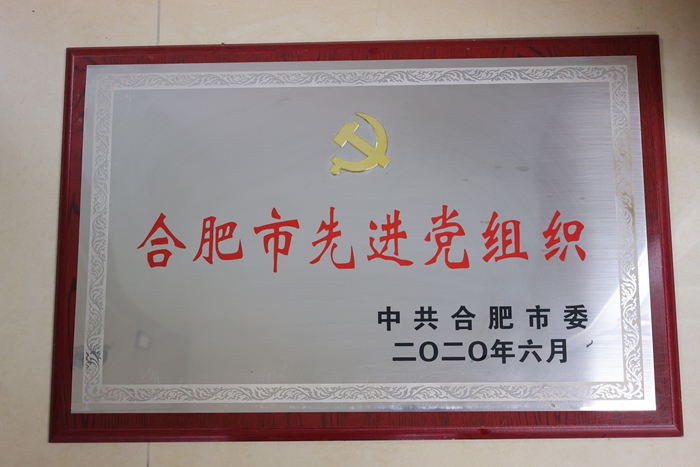 合肥市先进党组织
中共合肥市委
二〇二〇年六月